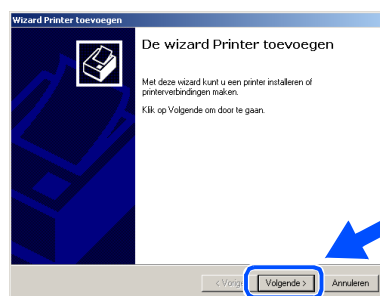 Wizard Printer toevoegen
De wizard Printer toevoegen
Met deze wizard kunt u een printer installeren of
printerverbindingen maken.
Klik op Volgende om door te gaan.
< Vorige Volgende > Annuleren